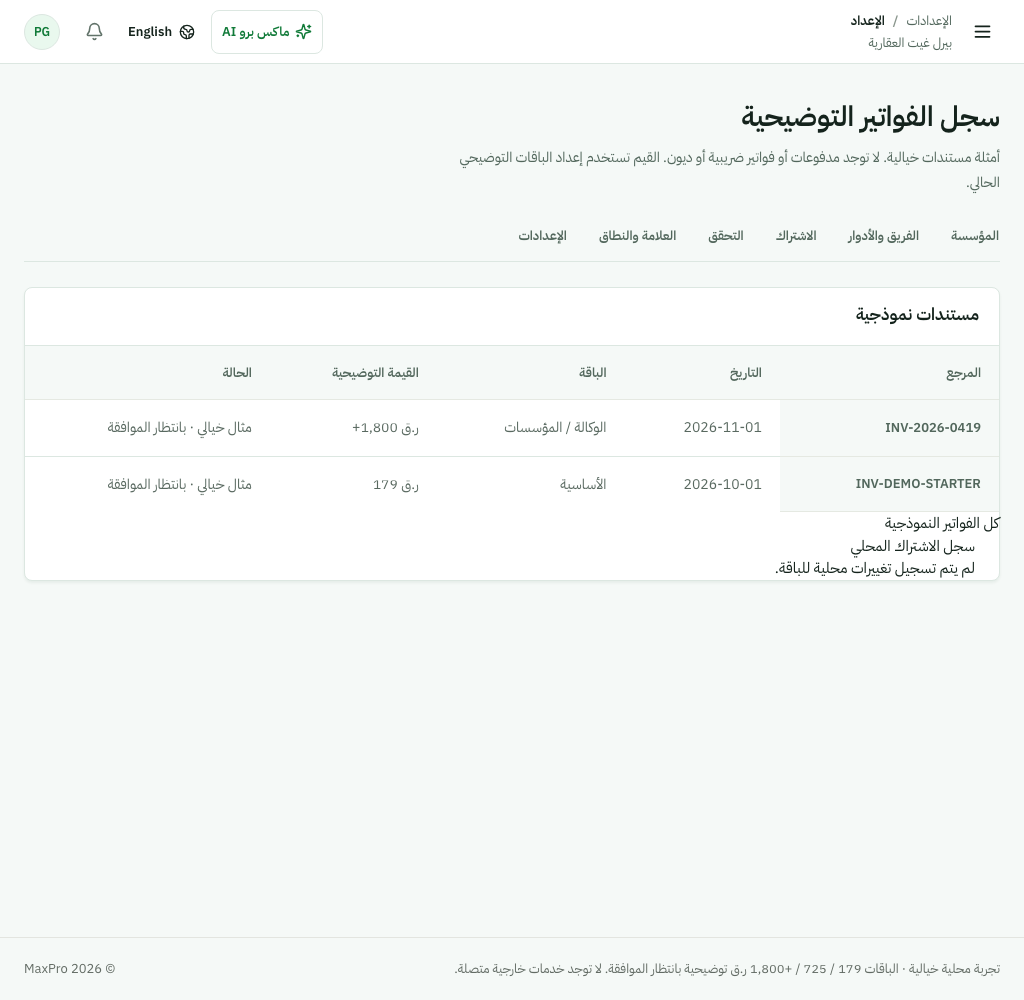 الإعدادات / الإعداد
بيرل غيت العقارية
ماكس برو AI
English
PG
سجل الفواتير التوضيحية
أمثلة مستندات خيالية. لا توجد مدفوعات أو فواتير ضريبية أو ديون. القيم تستخدم إعداد الباقات التوضيحي
الحالي.
المؤسسة الفريق والأدوار الاشتراك التحقق العلامة والنطاق الإعدادات
مستندات نموذجية
المرجع التاريخ الباقة القيمة التوضيحية الحالة
INV-2026-0419 2026-11-01 الوكالة / المؤسسات ر.ق 1,800+ مثال خيالي · بانتظار الموافقة
INV-DEMO-STARTER 2026-10-01 الأساسية ر.ق 179 مثال خيالي · بانتظار الموافقة
كل الفواتير النموذجية
سجل الاشتراك المحلي
لم يتم تسجيل تغييرات محلية للباقة.
تجربة محلية خيالية · الباقات 179 / 725 / 1,800+ ر.ق توضيحية بانتظار الموافقة. لا توجد خدمات خارجية متصلة.
© 2026 MaxPro